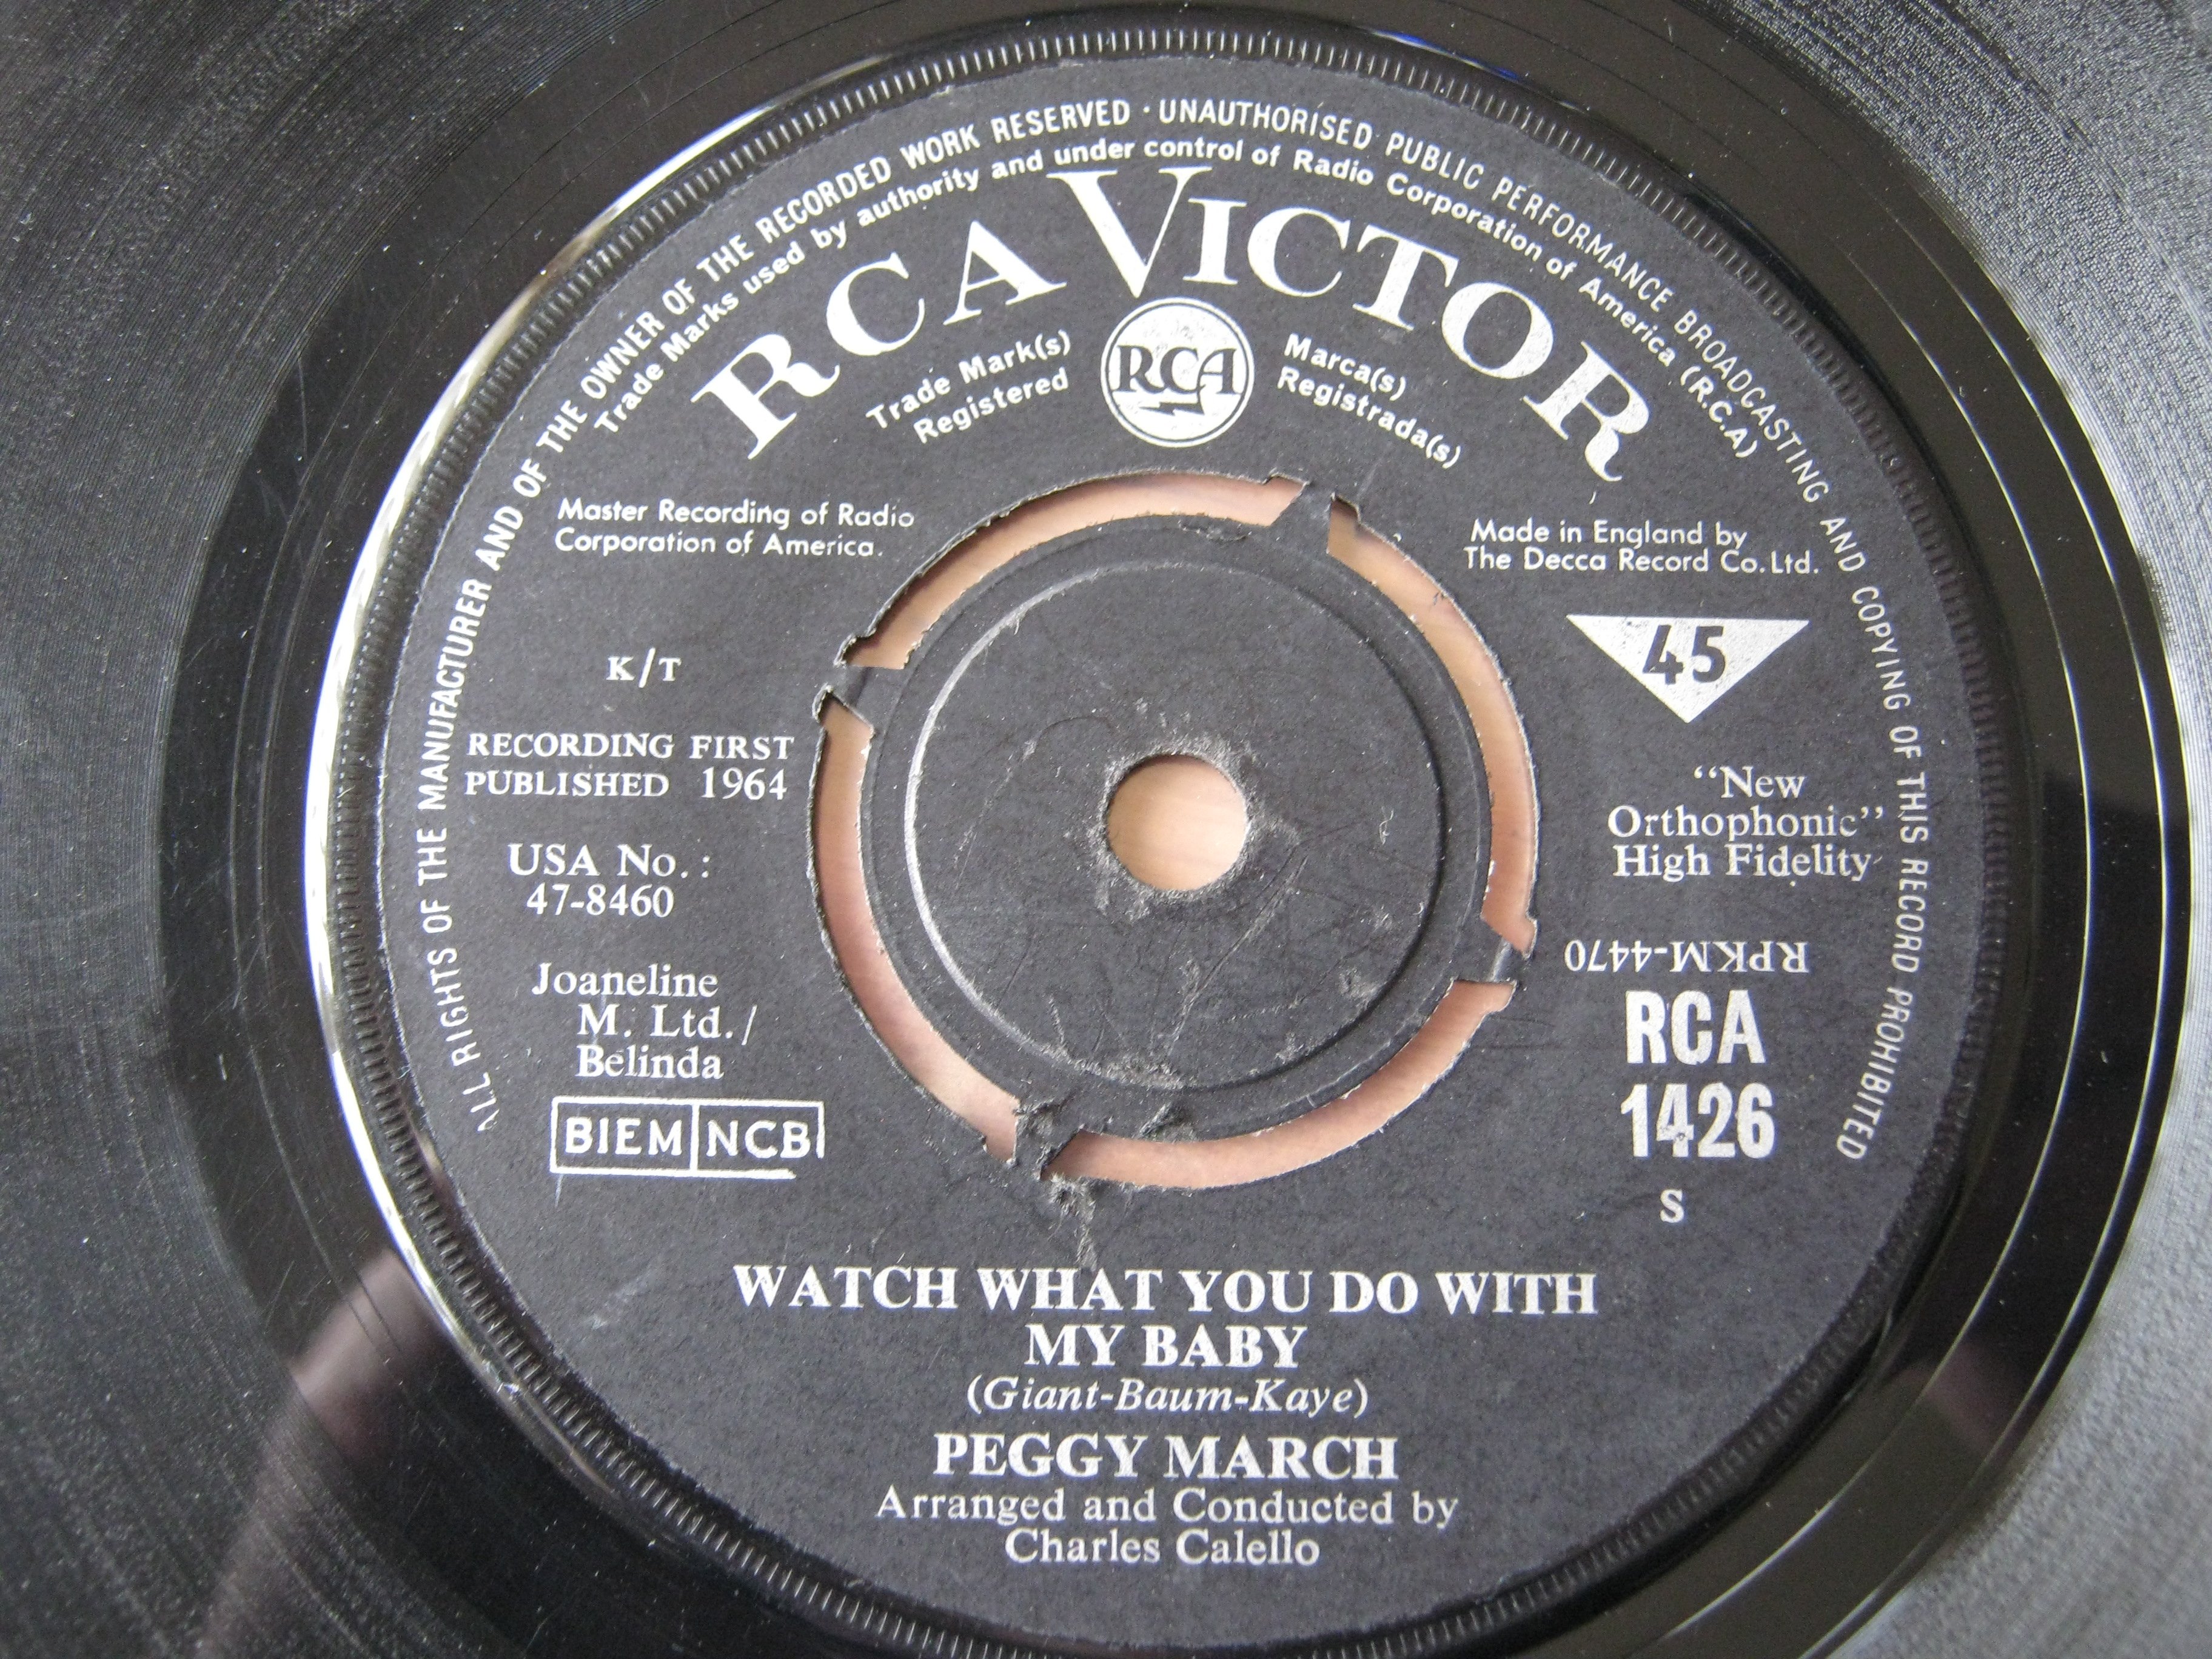 ALL RIGHTS OF THE MANUFACTURER AND OF THE OWNER OF THE RECORDED WORK RESERVED · UNAUTHORISED PUBLIC PERFORMANCE BROADCASTING AND COPYING OF THIS RECORD PROHIBITED
Trade Marks used by authority and under control of Radio Corporation of America (R.C.A)
RCA VICTOR
Trade Mark(s)
Registered
RCA
Marca(s)
Registrada(s)
Master Recording of Radio
Corporation of America.
Made in England by
The Decca Record Co. Ltd.
45
K/T
RECORDING FIRST
PUBLISHED 1964
USA No.:
47-8460
Joaneline
M. Ltd./
Belinda
BIEM NCB
"New
Orthophonic"
High Fidelity
RPKM-4470
RCA
1426
S
WATCH WHAT YOU DO WITH
MY BABY
(Giant-Baum-Kaye)
PEGGY MARCH
Arranged and Conducted by
Charles Calello